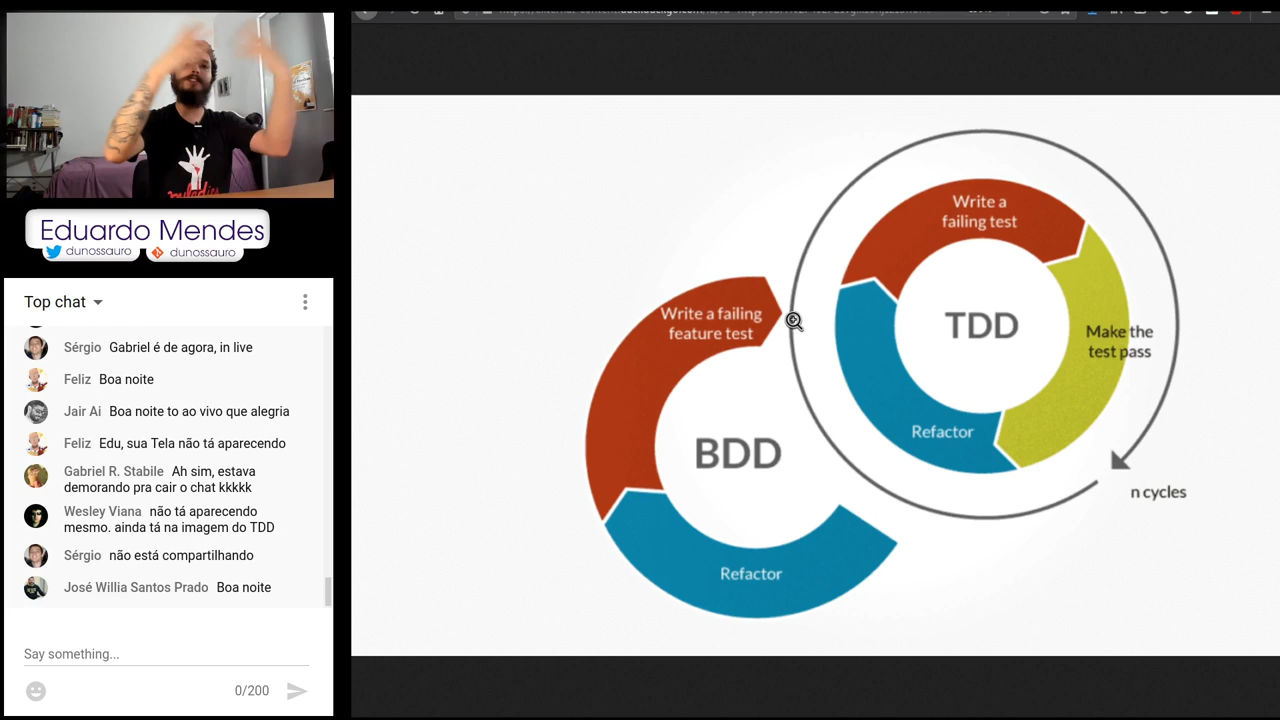 Eduardo Mendes
dunossauro
dunossauro
Top chat
Sérgio Gabriel é de agora, in live
Feliz Boa noite
Jair Ai Boa noite to ao vivo que alegria
Feliz Edu, sua Tela não tá aparecendo
Gabriel R. Stabile Ah sim, estava
demorando pra cair o chat kkkkk
Wesley Viana não tá aparecendo
mesmo. ainda tá na imagem do TDD
Sérgio não está compartilhando
José Willia Santos Prado Boa noite
Say something...
0/200
Write a failing
feature test
BDD
Refactor
Write a
failing test
TDD
Make the
test pass
Refactor
n cycles